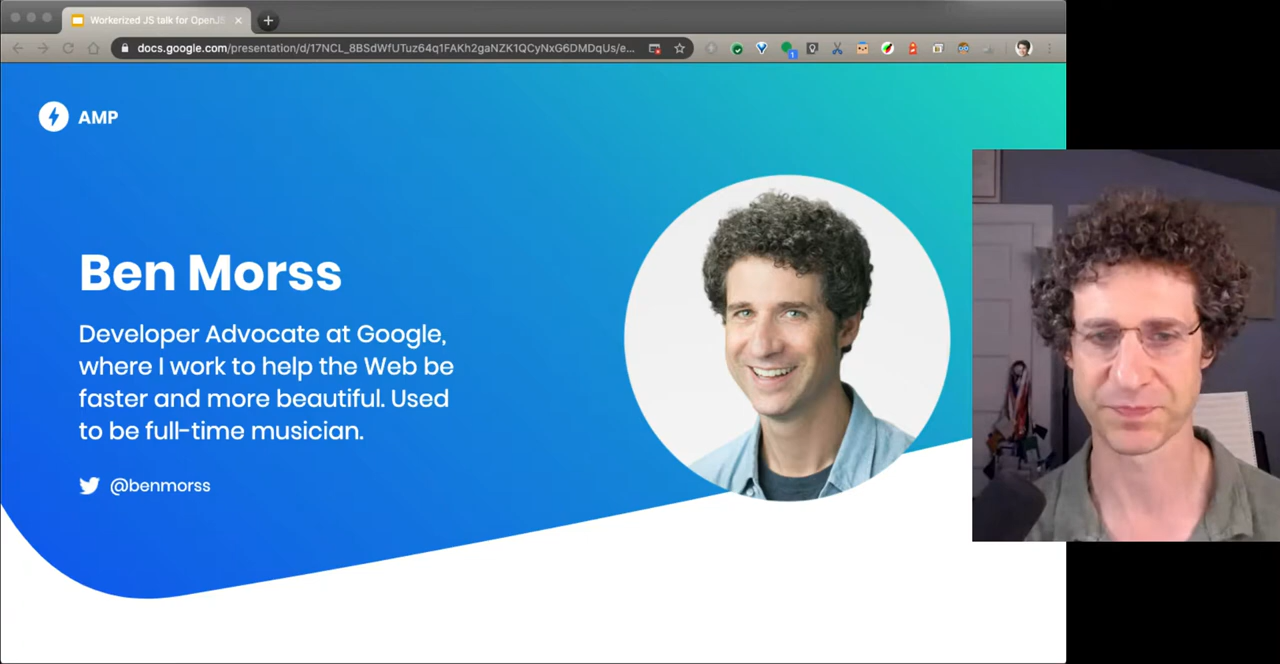 Workerized JS talk for OpenJS
docs.google.com/presentation/d/17NCL_8BSdWfUTuz64q1FAKh2gaNZK1QCyNxG6DMDqUs/e...
1
AMP
Ben Morss
Developer Advocate at Google,
where I work to help the Web be
faster and more beautiful. Used
to be full-time musician.
@benmorss